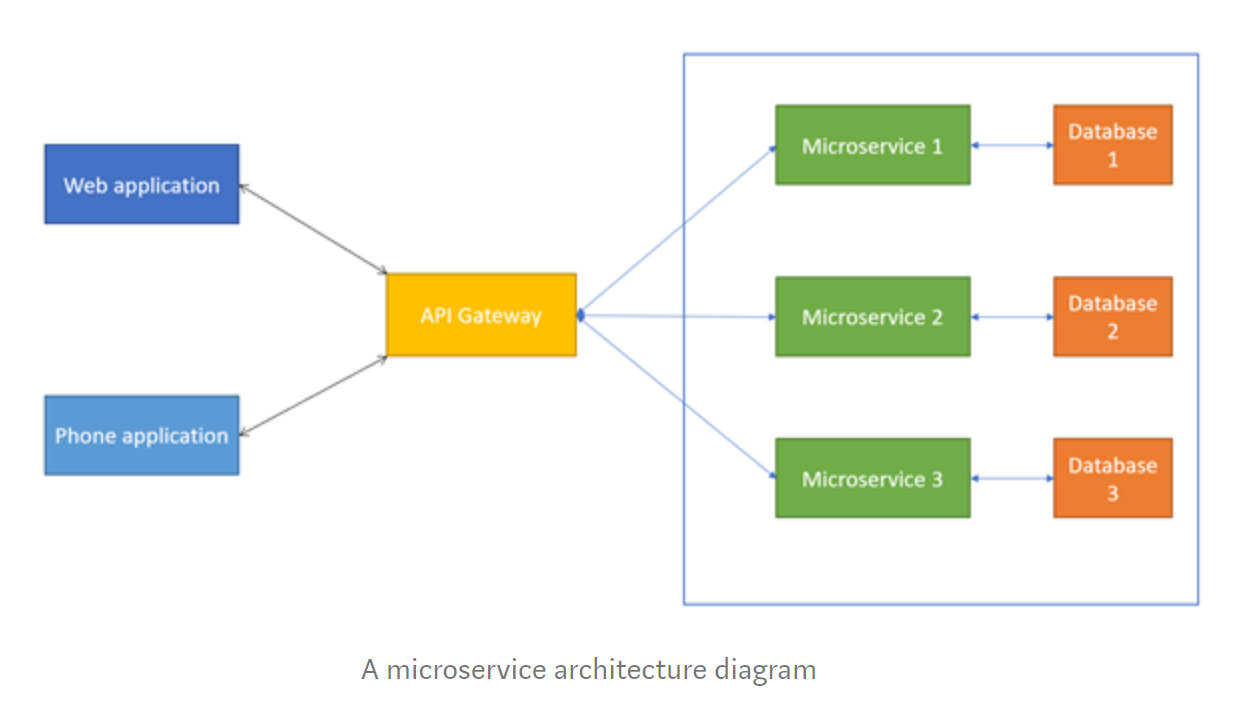 Web application
Phone application
API Gateway
Microservice 1
Database
1
Microservice 2
Database
2
Microservice 3
Database
3
A microservice architecture diagram